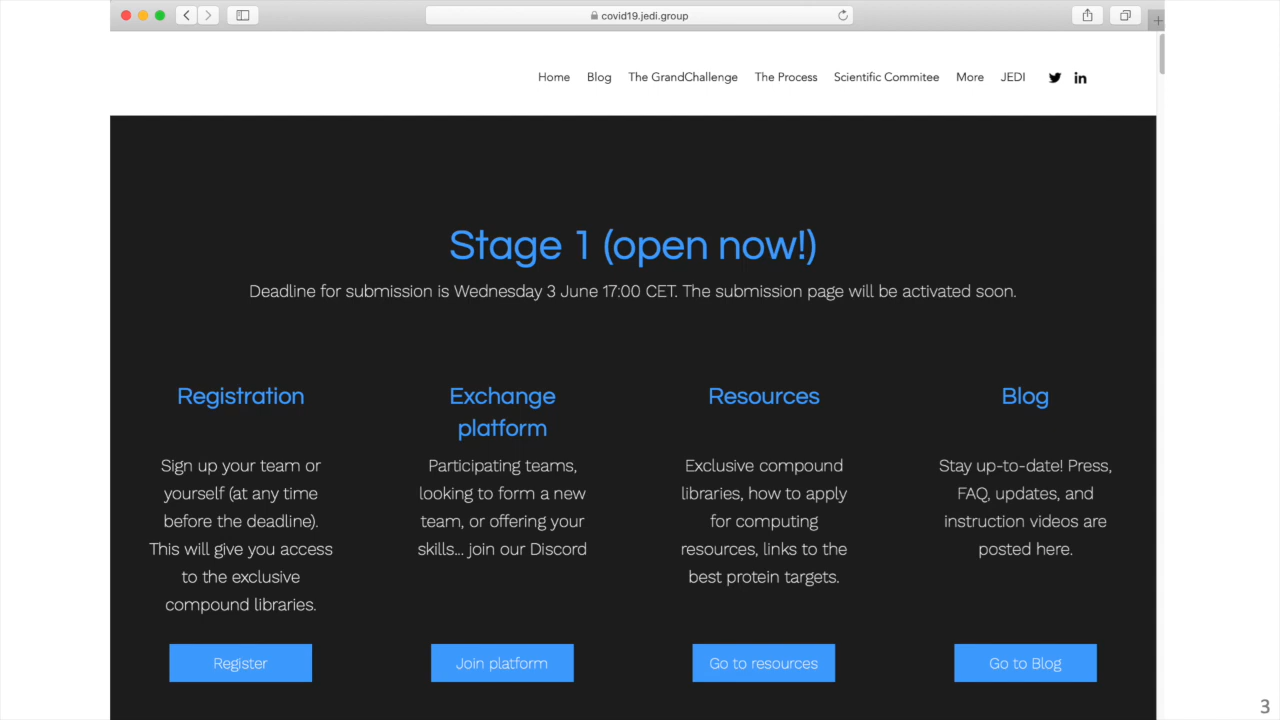 covid19.jedi.group
Home Blog The GrandChallenge The Process Scientific Commitee More JEDI
Stage 1 (open now!)
Deadline for submission is Wednesday 3 June 17:00 CET. The submission page will be activated soon.
Registration
Sign up your team or
yourself (at any time
before the deadline).
This will give you access
to the exclusive
compound libraries.
Register
Exchange
platform
Participating teams,
looking to form a new
team, or offering your
skills... join our Discord
Join platform
Resources
Exclusive compound
libraries, how to apply
for computing
resources, links to the
best protein targets.
Go to resources
Blog
Stay up-to-date! Press,
FAQ, updates, and
instruction videos are
posted here.
Go to Blog
3